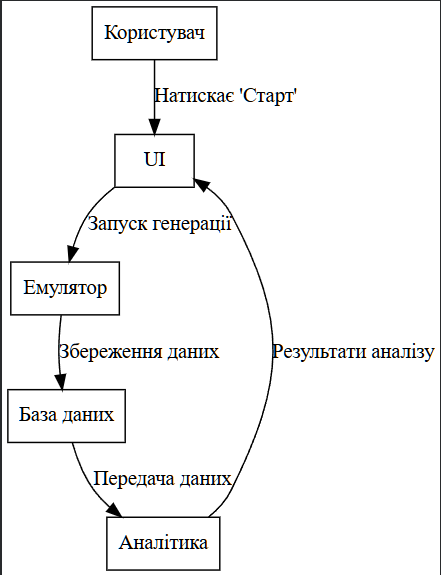 Користувач
Натискає 'Старт'
UI
Запуск генерації
Емулятор
Збереження даних
Результати аналізу
База даних
Передача даних
Аналітика